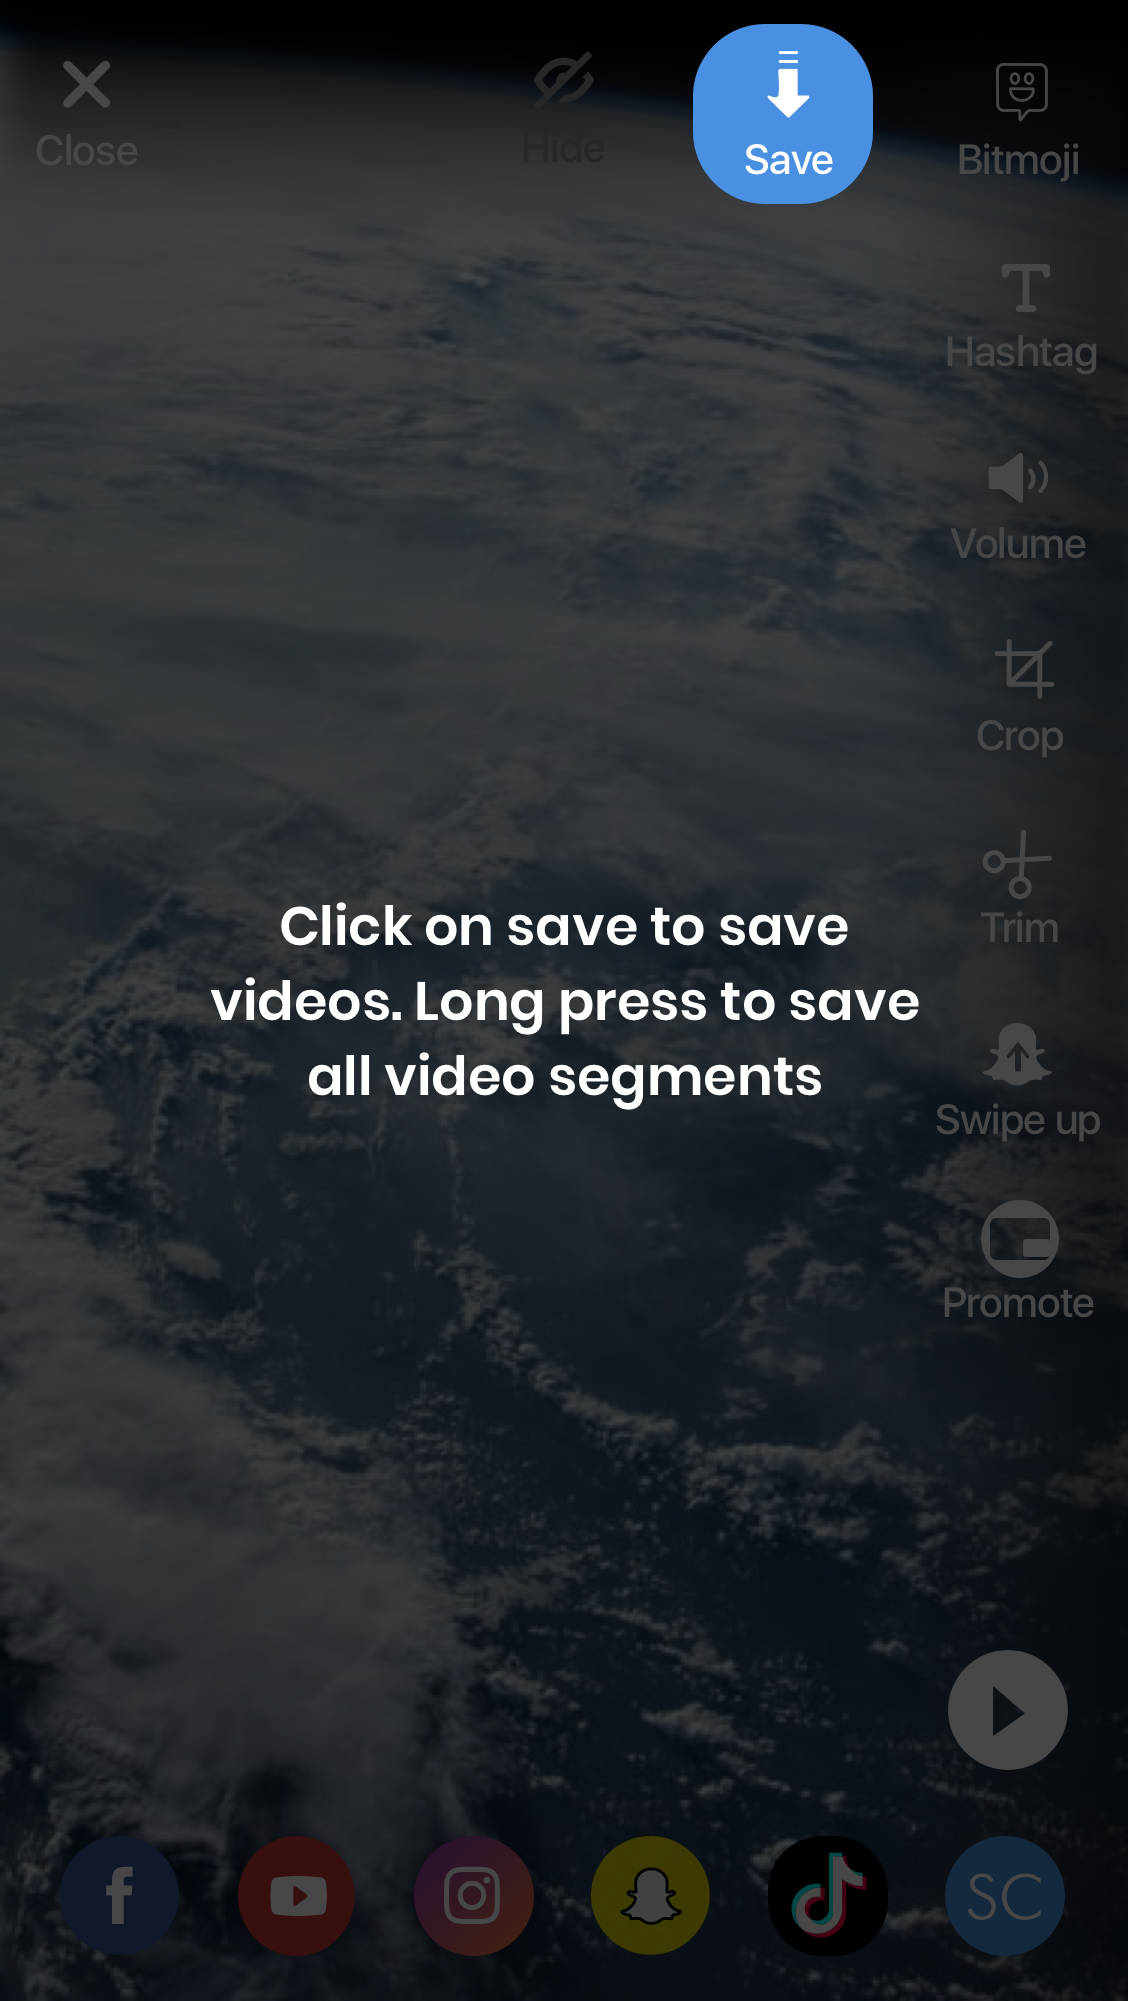 Close
Hide
Save
Bitmoji
Hashtag
Volume
Crop
Trim
Click on save to save
videos. Long press to save
all video segments
Swipe up
Promote
SC